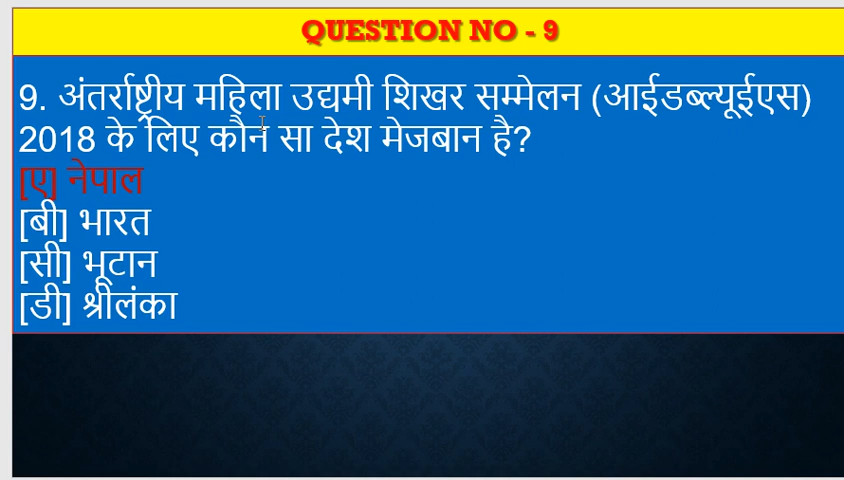 QUESTION NO - 9
9. अंतर्राष्ट्रीय महिला उद्यमी शिखर सम्मेलन (आईडब्ल्यूईएस)
2018 के लिए कौन सा देश मेजबान है?
[ए] नेपाल
[बी] भारत
[सी] भूटान
[डी] श्रीलंका